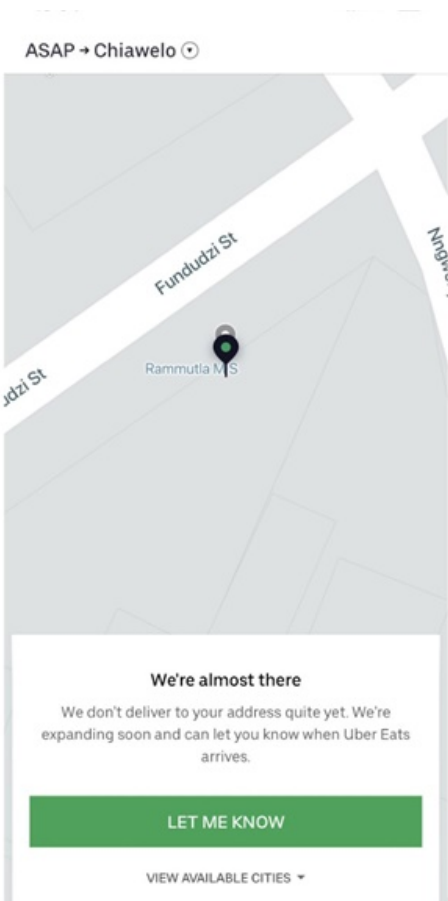 ASAP → Chiawelo
Fundudzi St
Rammutla M S
dzi St
We're almost there
We don't deliver to your address quite yet. We're
expanding soon and can let you know when Uber Eats
arrives.
LET ME KNOW
VIEW AVAILABLE CITIES